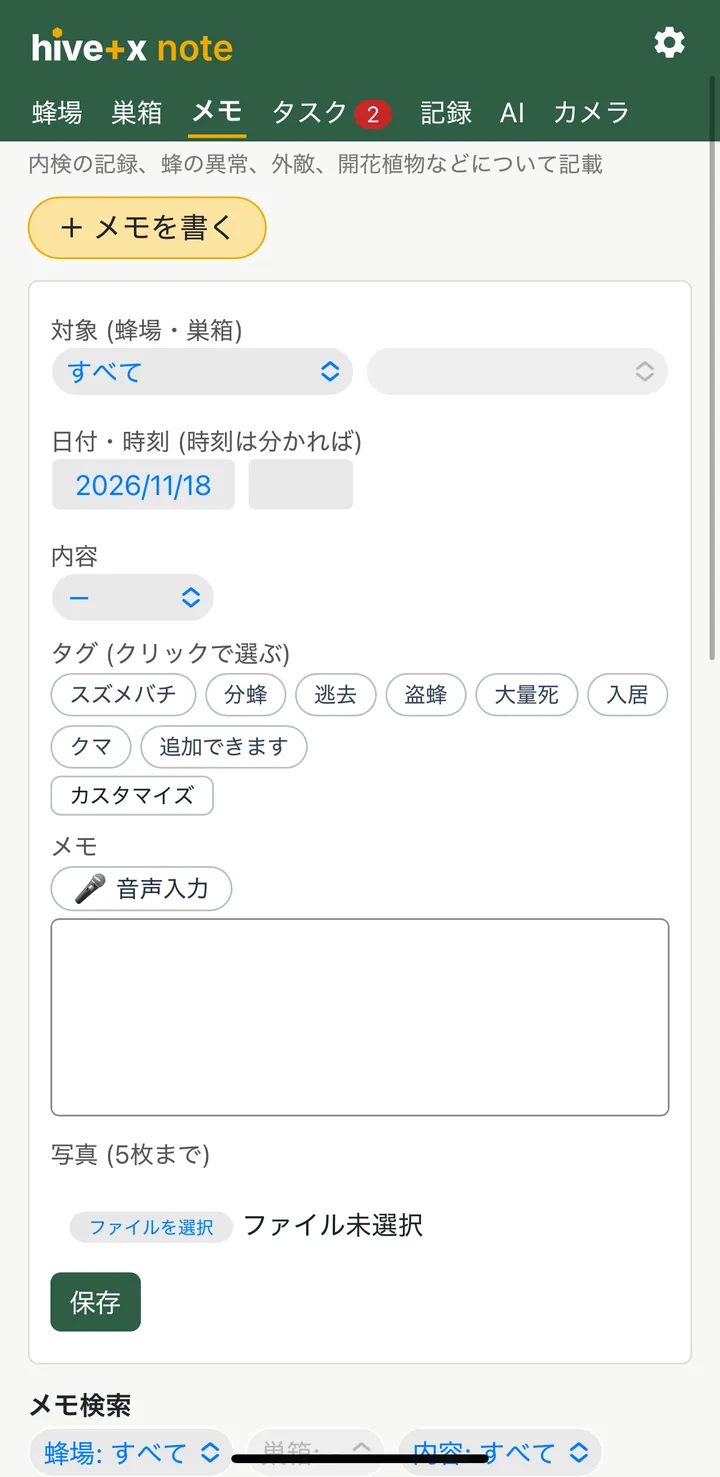 hive+x note
蜂場 巣箱 メモ タスク 2 記録 AI カメラ
内検の記録、蜂の異常、外敵、開花植物などについて記載
＋ メモを書く
対象 (蜂場・巣箱)
すべて
日付・時刻 (時刻は分かれば)
2026/11/18
内容
—
タグ (クリックで選ぶ)
スズメバチ 分蜂 逃去 盗蜂 大量死 入居
クマ 追加できます
カスタマイズ
メモ
音声入力
写真 (5枚まで)
ファイルを選択 ファイル未選択
保存
メモ検索
蜂場: すべて 巣箱: 内容: すべて